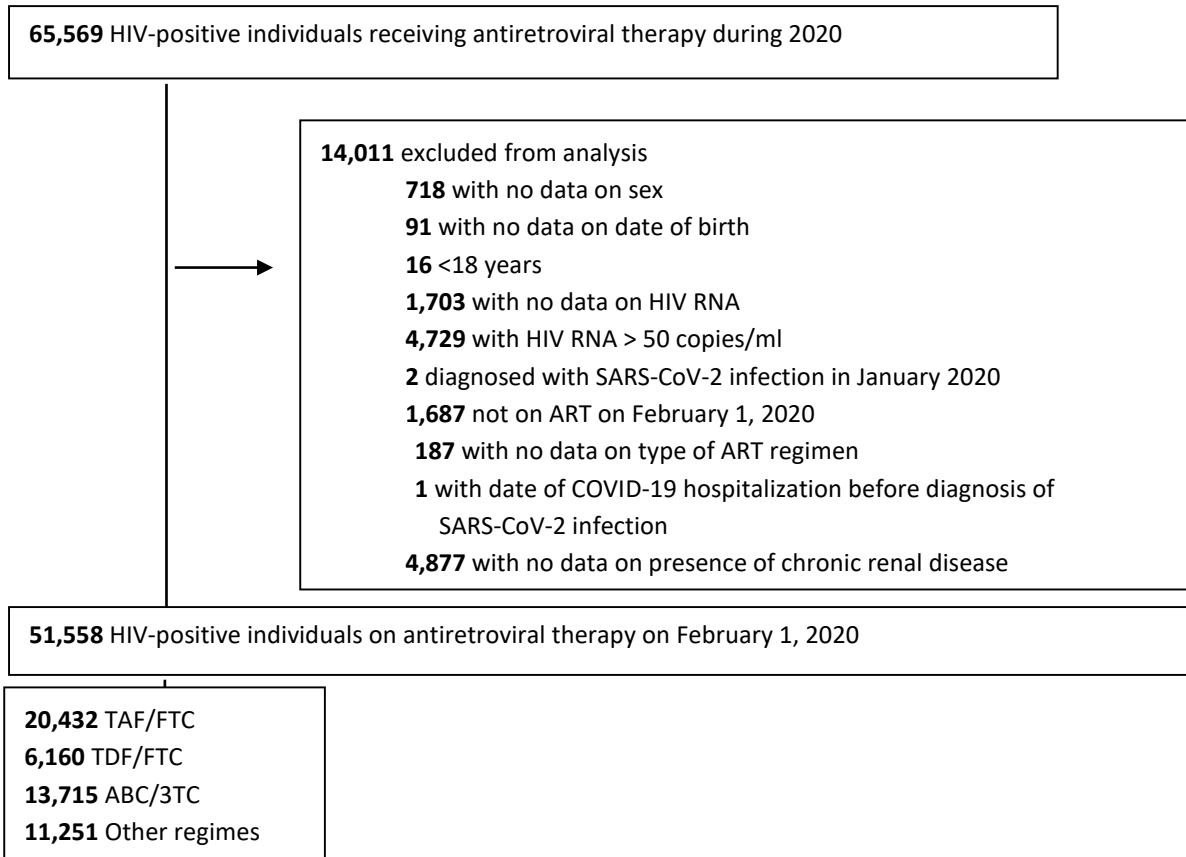 65,569 HIV-positive individuals receiving antiretroviral therapy during 2020
14,011 excluded from analysis
718 with no data on sex
91 with no data on date of birth
16 <18 years
1,703 with no data on HIV RNA
4,729 with HIV RNA > 50 copies/ml
2 diagnosed with SARS-CoV-2 infection in January 2020
1,687 not on ART on February 1, 2020
187 with no data on type of ART regimen
1 with date of COVID-19 hospitalization before diagnosis of
SARS-CoV-2 infection
4,877 with no data on presence of chronic renal disease
51,558 HIV-positive individuals on antiretroviral therapy on February 1, 2020
20,432 TAF/FTC
6,160 TDF/FTC
13,715 ABC/3TC
11,251 Other regimes